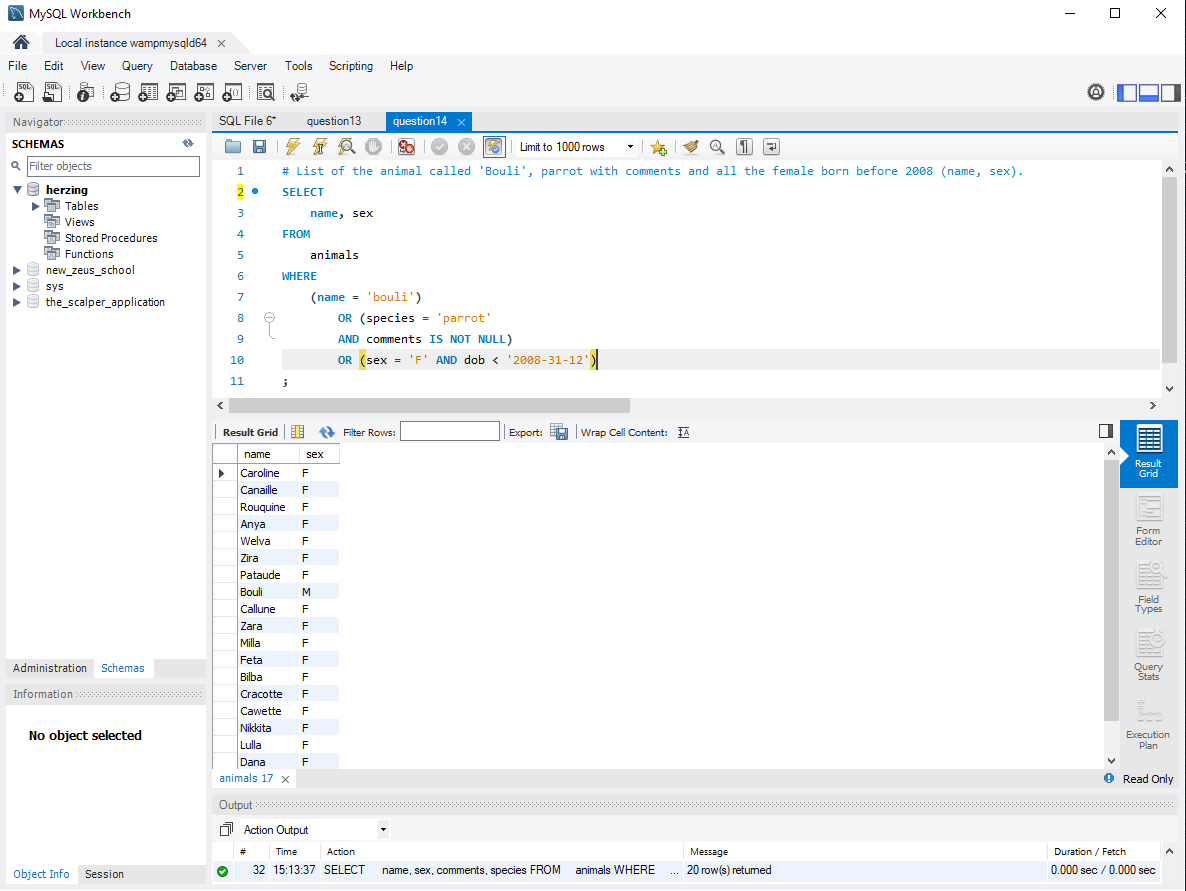 MySQL Workbench
Local instance wampmysqld64
File Edit View Query Database Server Tools Scripting Help
Navigator
SCHEMAS
Filter objects
herzing
Tables
Views
Stored Procedures
Functions
new_zeus_school
sys
the_scalper_application
Administration Schemas
Information
No object selected
Object Info Session
SQL File 6* question13 question14
Limit to 1000 rows
1 # List of the animal called 'Bouli', parrot with comments and all the female born before 2008 (name, sex).
2 SELECT
3 name, sex
4 FROM
5 animals
6 WHERE
7 (name = 'bouli')
8 OR (species = 'parrot'
9 AND comments IS NOT NULL)
10 OR (sex = 'F' AND dob < '2008-31-12')
11 ;
Result Grid Filter Rows: Export: Wrap Cell Content:
name sex
Caroline F
Canaille F
Rouquine F
Anya F
Welva F
Zira F
Pataude F
Bouli M
Callune F
Zara F
Milla F
Feta F
Bilba F
Cracotte F
Cawette F
Nikkita F
Lulla F
Dana F
Result
Grid
Form
Editor
Field
Types
Query
Stats
Execution
Plan
animals 17 Read Only
Output
Action Output
# Time Action Message Duration / Fetch
32 15:13:37 SELECT name, sex, comments, species FROM animals WHERE ... 20 row(s) returned 0.000 sec / 0.000 sec